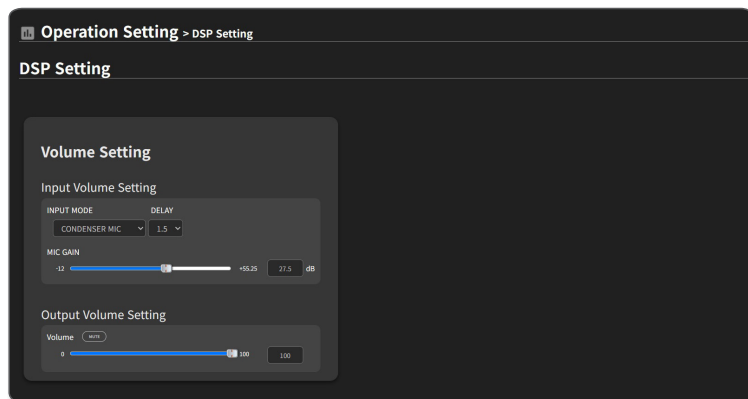 Operation Setting > DSP Setting
DSP Setting
Volume Setting
Input Volume Setting
INPUT MODE DELAY
CONDENSER MIC 1.5
MIC GAIN
-12 +55.25 27.5 dB
Output Volume Setting
Volume MUTE
0 100 100